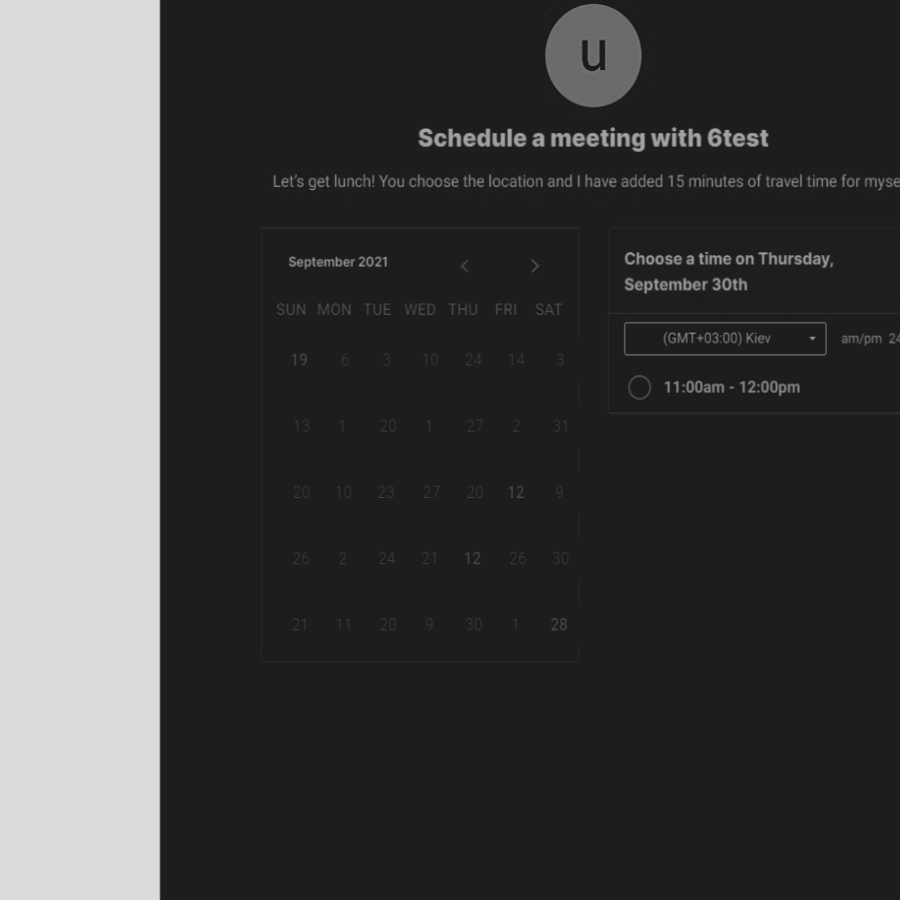 u
Schedule a meeting with 6test
Let's get lunch! You choose the location and I have added 15 minutes of travel time for myse
September 2021
SUN MON TUE WED THU FRI SAT
19 6 3 10 24 14 3
13 1 20 1 27 2 31
20 10 23 27 20 12 9
26 2 24 21 12 26 30
21 11 20 9 30 1 28
Choose a time on Thursday,
September 30th
(GMT+03:00) Kiev am/pm 24
11:00am - 12:00pm